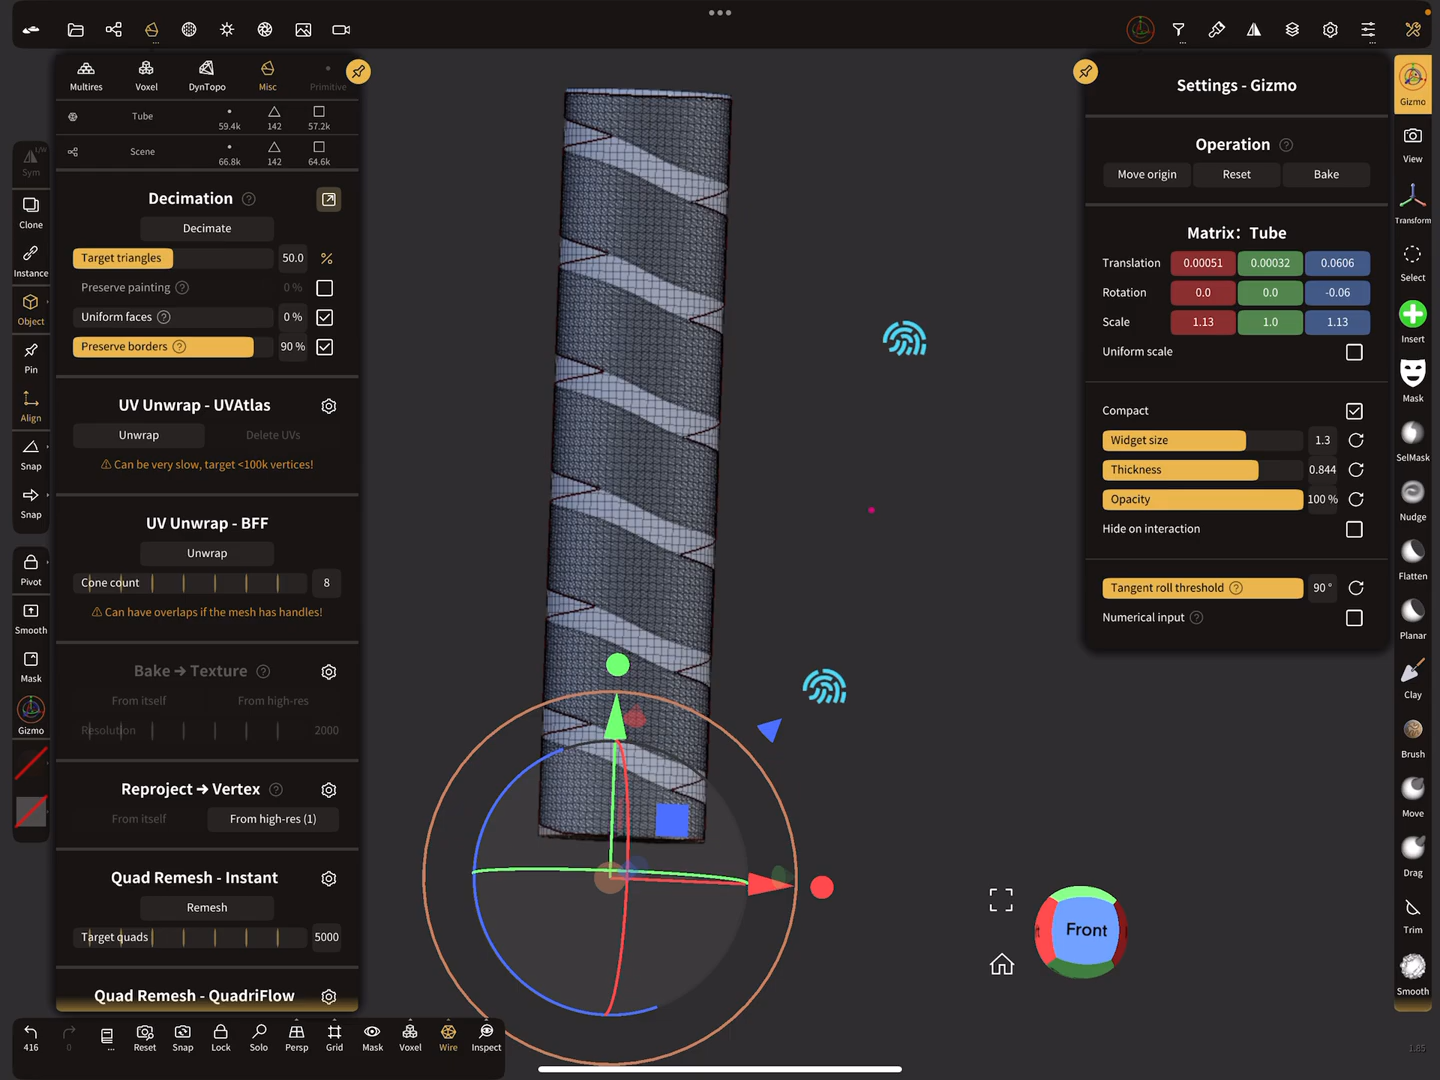 Multires Voxel DynTopo Misc Primitive
Tube 59.4k 142 57.2k
Scene 66.8k 142 64.6k
Decimation ?
Decimate
Target triangles 50.0 %
Preserve painting ? 0 %
Uniform faces ? 0 %
Preserve borders ? 90 %
UV Unwrap - UVAtlas
Unwrap Delete UVs
⚠ Can be very slow, target <100k vertices!
UV Unwrap - BFF
Unwrap
Cone count 8
⚠ Can have overlaps if the mesh has handles!
Bake → Texture ?
From itself From high-res
Resolution 2000
Reproject → Vertex ?
From itself From high-res (1)
Quad Remesh - Instant
Remesh
Target quads 5000
Quad Remesh - QuadriFlow
L/W
Sym
Clone
Instance
Object
Pin
Align
Snap
Snap
Pivot
Smooth
Mask
Gizmo
416 0 ... Reset Snap Lock Solo Persp Grid Mask Voxel Wire Inspect
Front
Settings - Gizmo
Operation ?
Move origin Reset Bake
Matrix: Tube
Translation 0.00051 0.00032 0.0606
Rotation 0.0 0.0 -0.06
Scale 1.13 1.0 1.13
Uniform scale
Compact
Widget size 1.3
Thickness 0.844
Opacity 100 %
Hide on interaction
Tangent roll threshold ? 90 °
Numerical input ?
Gizmo
View
Transform
Select
Insert
Mask
SelMask
Nudge
Flatten
Planar
Clay
Brush
Move
Drag
Trim
Smooth
1.85